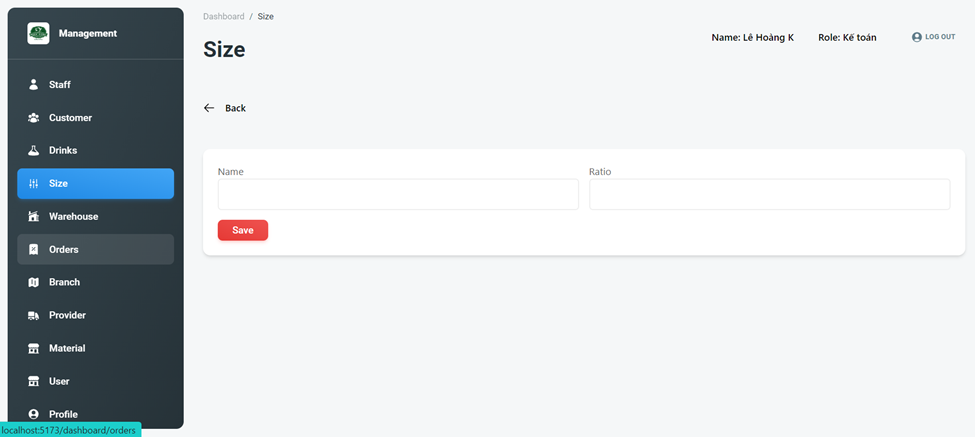 Management
Staff
Customer
Drinks
Size
Warehouse
Orders
Branch
Provider
Material
User
Profile
localhost:5173/dashboard/orders
Dashboard / Size
Size
Name: Lê Hoàng K Role: Kế toán LOG OUT
Back
Name Ratio
Save